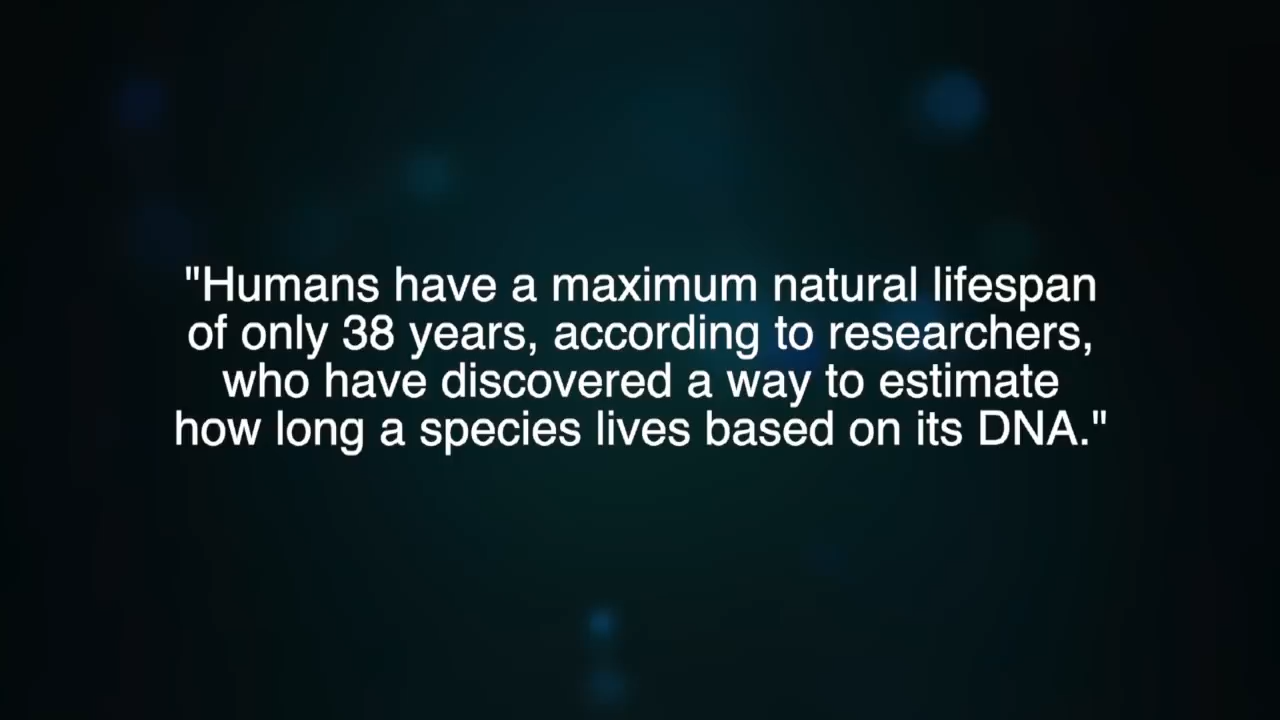 "Humans have a maximum natural lifespan
of only 38 years, according to researchers,
who have discovered a way to estimate
how long a species lives based on its DNA."